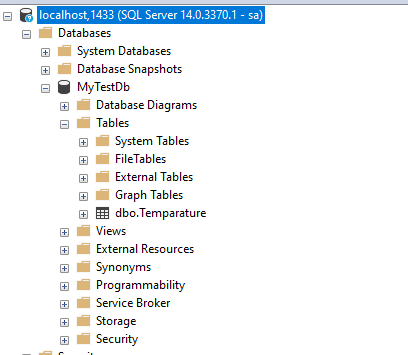 localhost,1433 (SQL Server 14.0.3370.1 - sa)
Databases
System Databases
Database Snapshots
MyTestDb
Database Diagrams
Tables
System Tables
FileTables
External Tables
Graph Tables
dbo.Temparature
Views
External Resources
Synonyms
Programmability
Service Broker
Storage
Security